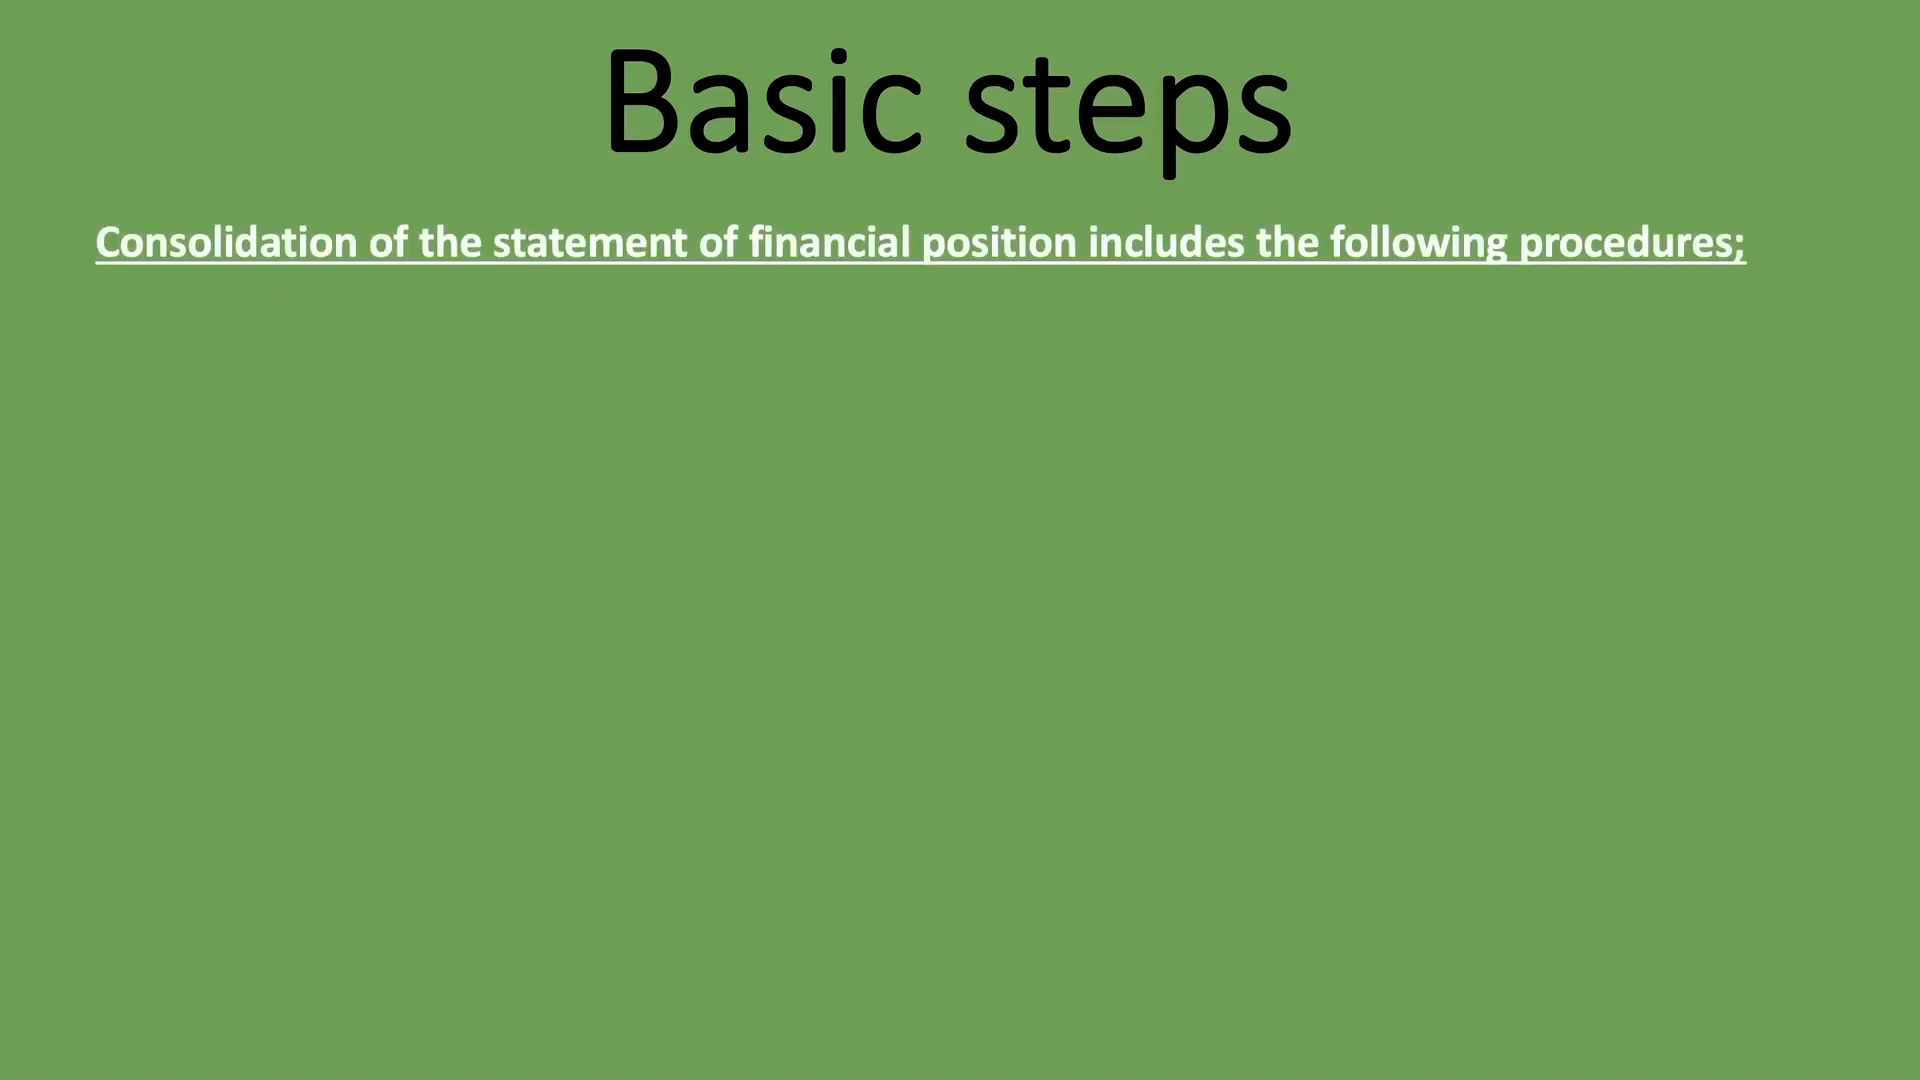 Basic steps
Consolidation of the statement of financial position includes the following procedures;